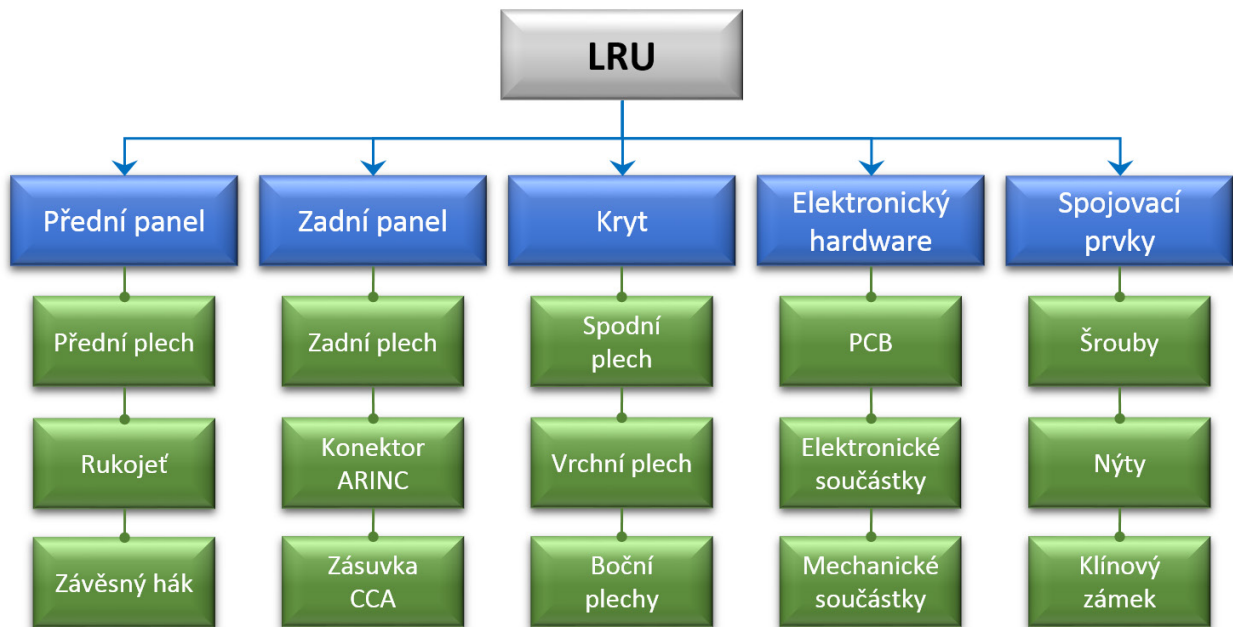 LRU
Přední panel
Zadní panel
Kryt
Elektronický
hardware
Spojovací
prvky
Přední plech
Zadní plech
Spodní
plech
PCB
Šrouby
Rukojeť
Konektor
ARINC
Vrchní plech
Elektronické
součástky
Nýty
Závěsný hák
Zásuvka
CCA
Boční
plechy
Mechanické
součástky
Klínový
zámek